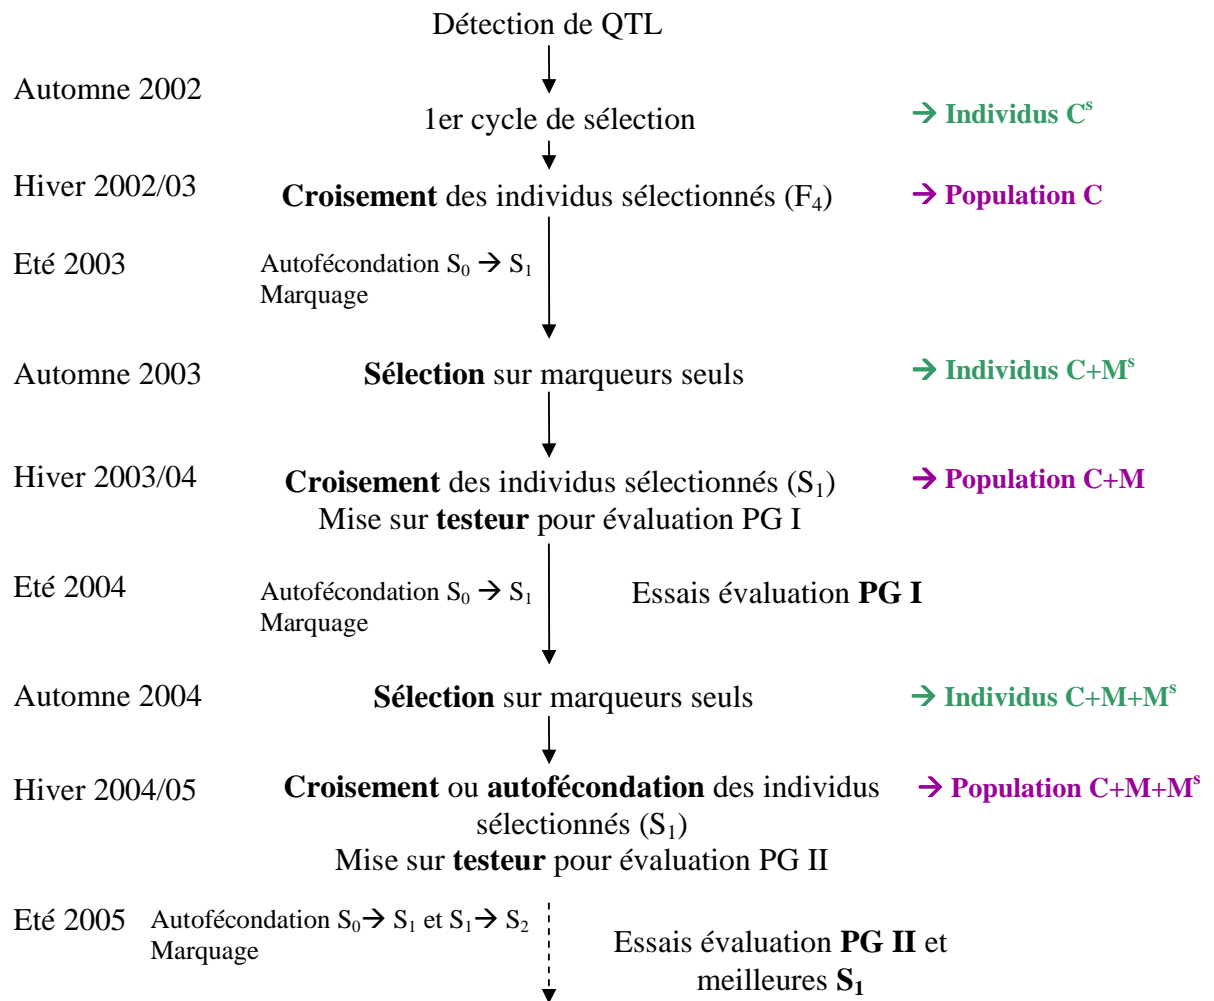 Détection de QTL
Automne 2002
1er cycle de sélection
→ Individus Cˢ
Hiver 2002/03
Croisement des individus sélectionnés (F₄)
→ Population C
Eté 2003
Autofécondation S₀ → S₁
Marquage
Automne 2003
Sélection sur marqueurs seuls
→ Individus C+Mˢ
Hiver 2003/04
Croisement des individus sélectionnés (S₁)
→ Population C+M
Mise sur testeur pour évaluation PG I
Eté 2004
Autofécondation S₀ → S₁
Marquage
Essais évaluation PG I
Automne 2004
Sélection sur marqueurs seuls
→ Individus C+M+Mˢ
Hiver 2004/05
Croisement ou autofécondation des individus
sélectionnés (S₁)
→ Population C+M+Mˢ
Mise sur testeur pour évaluation PG II
Eté 2005
Autofécondation S₀→ S₁ et S₁→ S₂
Marquage
Essais évaluation PG II et
meilleures S₁